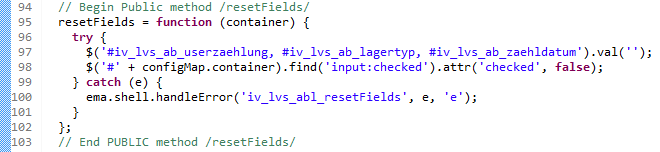 94 // Begin Public method /resetFields/
95 resetFields = function (container) {
96 try {
97 $('#iv_lvs_ab_userzaehlung, #iv_lvs_ab_lagertyp, #iv_lvs_ab_zaehldatum').val('');
98 $('#' + configMap.container).find('input:checked').attr('checked', false);
99 } catch (e) {
100 ema.shell.handleError('iv_lvs_abl_resetFields', e, 'e');
101 }
102 };
103 // End PUBLIC method /resetFields/